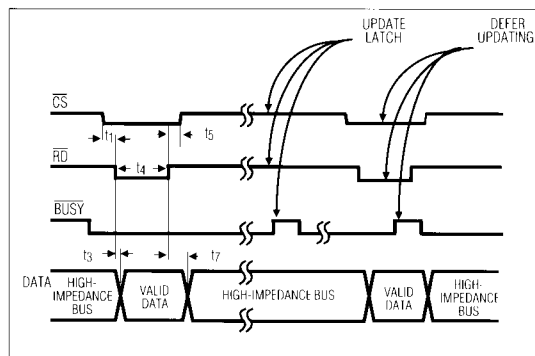 UPDATE
LATCH
DEFER
UPDATING
CS
t1
t5
RD
t4
BUSY
t3
t7
DATA
HIGH-
IMPEDANCE
BUS
VALID
DATA
HIGH-IMPEDANCE BUS
VALID
DATA
HIGH-
IMPEDANCE
BUS